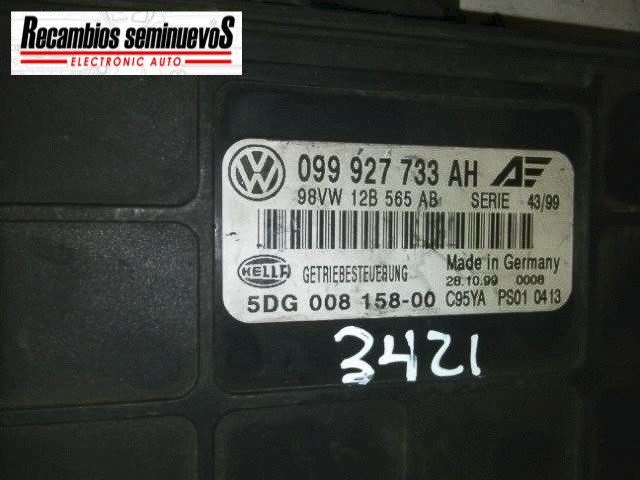 Recambios seminuevoS
ELECTRONIC AUTO
VW 099 927 733 AH
98VW 12B 565 AB SERIE 43/99
HELLA GETRIEBESTEUERUNG
Made in Germany
28.10.99 0008
5DG 008 158-00 C95YA PS01 0413
3421